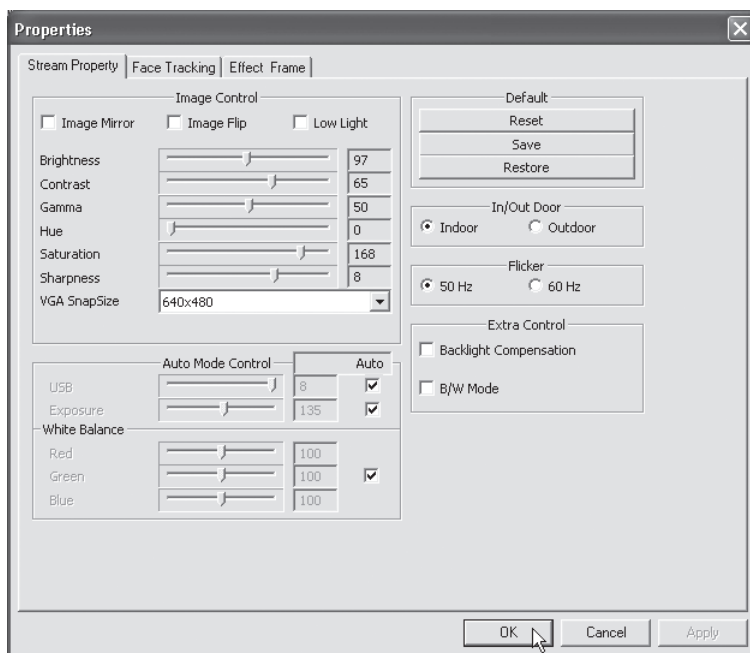 Properties
Stream Property Face Tracking Effect Frame
Image Control
Image Mirror Image Flip Low Light
Brightness 97
Contrast 65
Gamma 50
Hue 0
Saturation 168
Sharpness 8
VGA SnapSize 640x480
Auto Mode Control Auto
USB 8
Exposure 135
White Balance
Red 100
Green 100
Blue 100
Default
Reset
Save
Restore
In/Out Door
Indoor Outdoor
Flicker
50 Hz 60 Hz
Extra Control
Backlight Compensation
B/W Mode
OK Cancel Apply